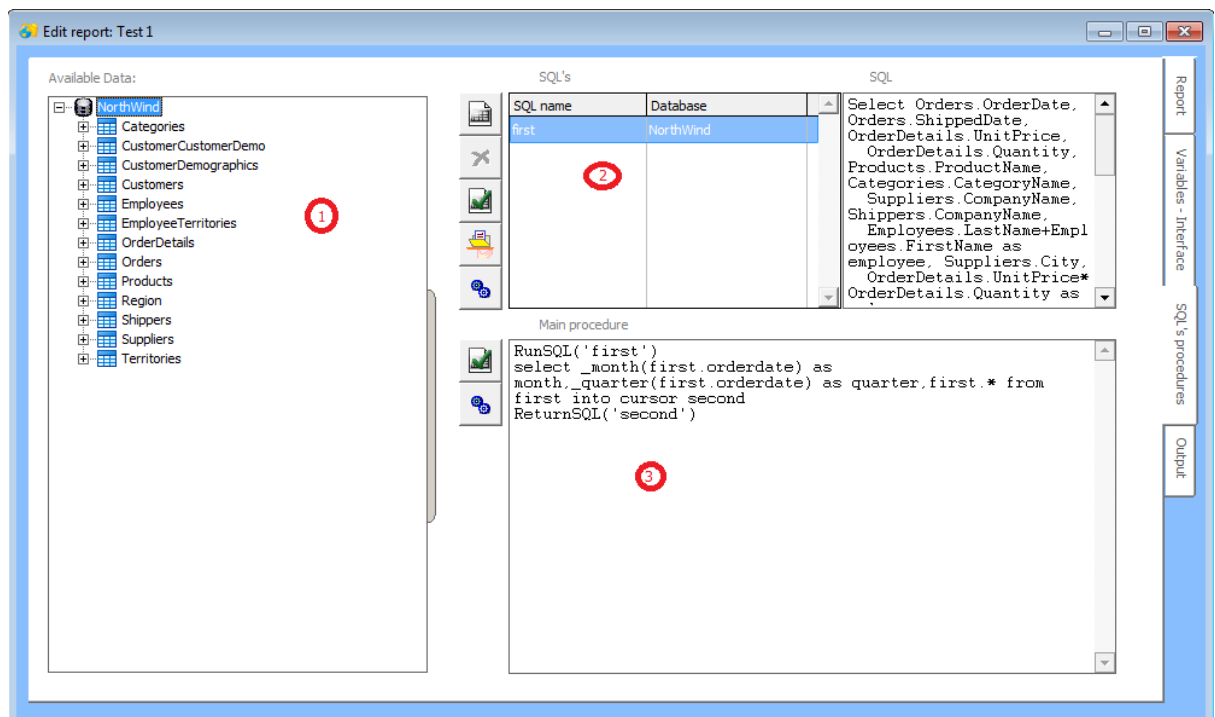 Edit report: Test 1
Available Data:
NorthWind
Categories
CustomerCustomerDemo
CustomerDemographics
Customers
Employees
EmployeeTerritories
OrderDetails
Orders
Products
Region
Shippers
Suppliers
Territories
1
SQL's
SQL name Database
first NorthWind
2
SQL
Select Orders.OrderDate,
Orders.ShippedDate,
OrderDetails.UnitPrice,
OrderDetails.Quantity,
Products.ProductName,
Categories.CategoryName,
Suppliers.CompanyName,
Shippers.CompanyName,
Employees.LastName+Empl
oyees.FirstName as
employee, Suppliers.City,
OrderDetails.UnitPrice*
OrderDetails.Quantity as
Main procedure
RunSQL('first')
select _month(first.orderdate) as
month,_quarter(first.orderdate) as quarter,first.* from
first into cursor second
ReturnSQL('second')
3
Report
Variables - Interface
SQL's procedures
Output